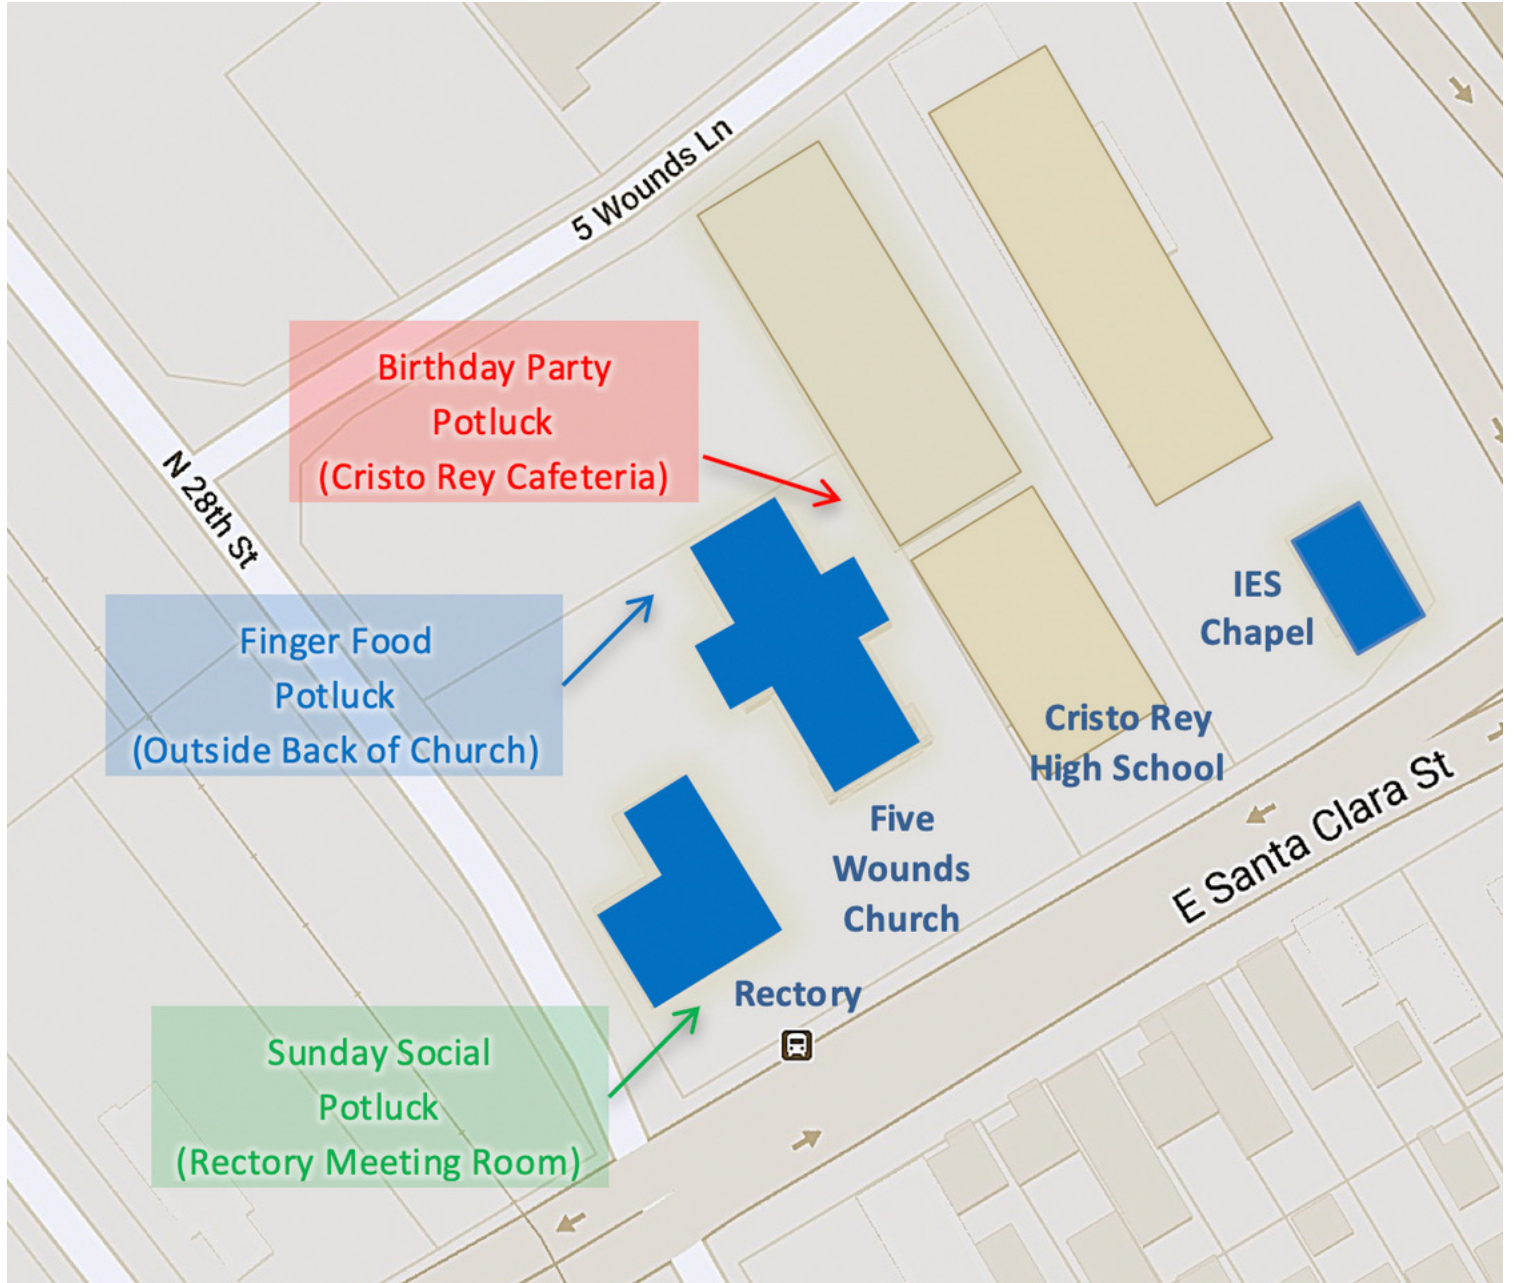 5 Wounds Ln
Birthday Party
Potluck
(Cristo Rey Cafeteria)
N 28th St
Finger Food
Potluck
(Outside Back of Church)
IES
Chapel
Cristo Rey
High School
E Santa Clara St
Five
Wounds
Church
Rectory
Sunday Social
Potluck
(Rectory Meeting Room)